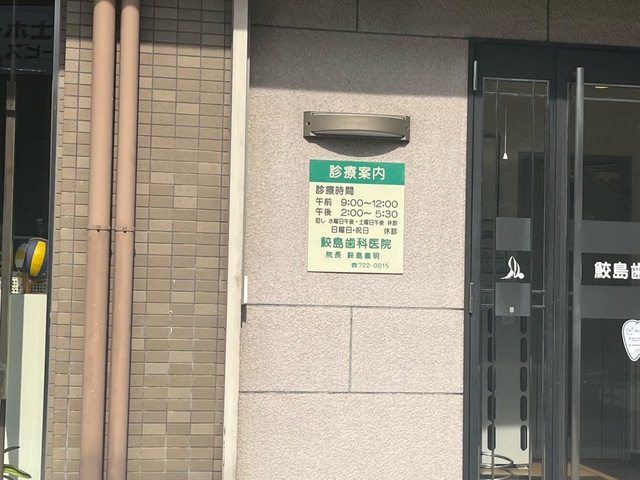 診療案内
診療時間
午前 9:00～12:00
午後 2:00～5:30
但し 水曜日午後・土曜日午後 休診
日曜日・祝日 休診
鮫島歯科医院
院長 鮫島義明
☎722-0015
鮫島歯